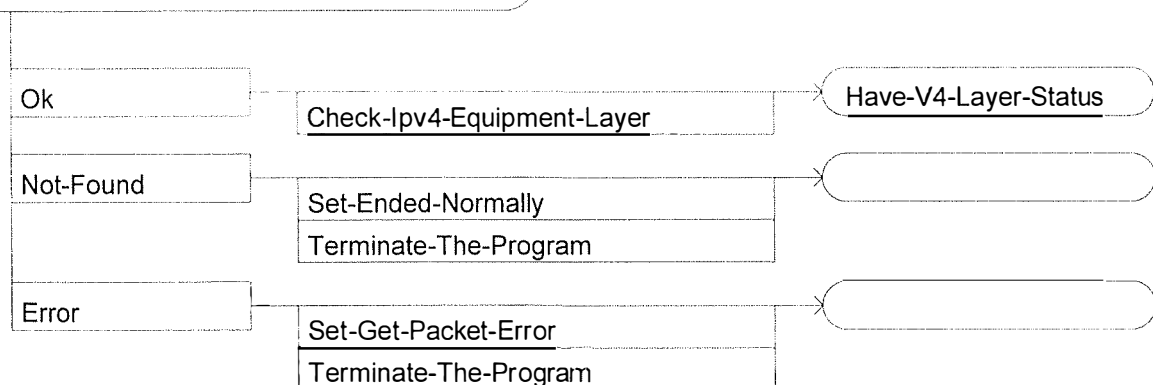 Ok
Check-Ipv4-Equipment-Layer
Have-V4-Layer-Status
Not-Found
Set-Ended-Normally
Terminate-The-Program
Error
Set-Get-Packet-Error
Terminate-The-Program